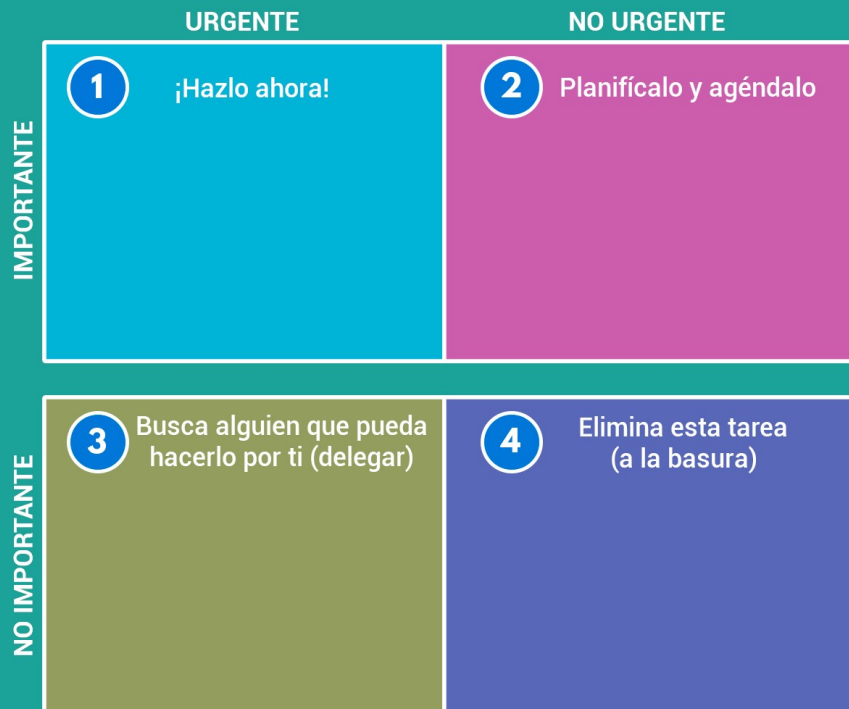 URGENTE
NO URGENTE
IMPORTANTE
1
¡Hazlo ahora!
2
Planifícalo y agéndalo
NO IMPORTANTE
3
Busca alguien que pueda
hacerlo por ti (delegar)
4
Elimina esta tarea
(a la basura)